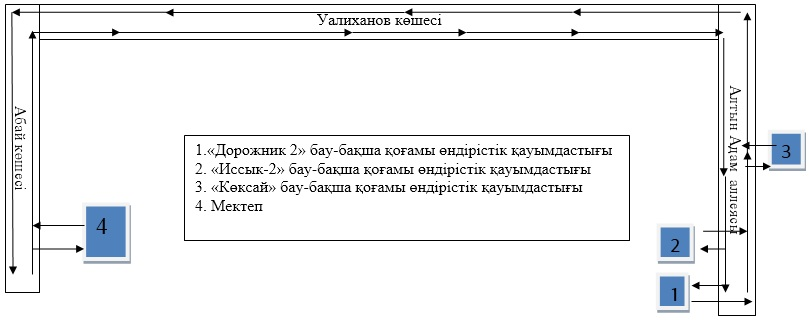 Уалиханов көшесі
Абай көшесі
Алтын Адам аллеясы
1.«Дорожник 2» бау-бақша қоғамы өндірістік қауымдастығы
2. «Иссык-2» бау-бақша қоғамы өндірістік қауымдастығы
3. «Көксай» бау-бақша қоғамы өндірістік қауымдастығы
4. Мектеп
3
4
2
1